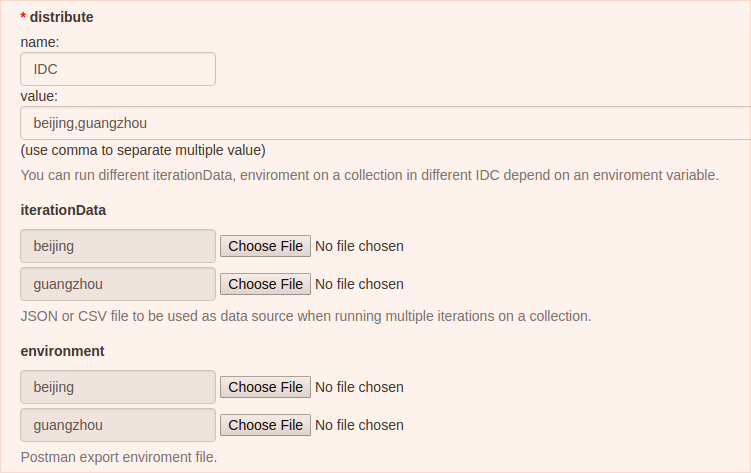 * distribute
name:
IDC
value:
beijing,guangzhou
(use comma to separate multiple value)
You can run different iterationData, enviroment on a collection in different IDC depend on an enviroment variable.
iterationData
beijing Choose File No file chosen
guangzhou Choose File No file chosen
JSON or CSV file to be used as data source when running multiple iterations on a collection.
environment
beijing Choose File No file chosen
guangzhou Choose File No file chosen
Postman export enviroment file.